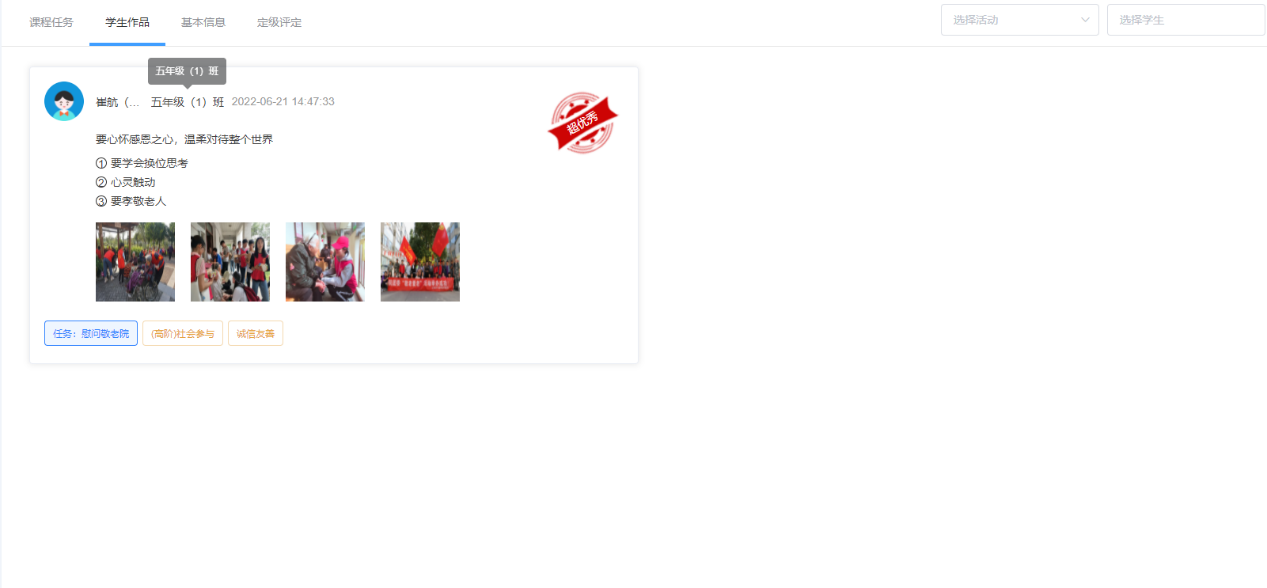 课程任务 学生作品 基本信息 定级评定 选择活动 选择学生
五年级（1）班
崔航（... 五年级（1）班 2022-06-21 14:47:33
超优秀
要心怀感恩之心，温柔对待整个世界
① 要学会换位思考
② 心灵触动
③ 要孝敬老人
任务：慰问敬老院 (高阶)社会参与 诚信友善